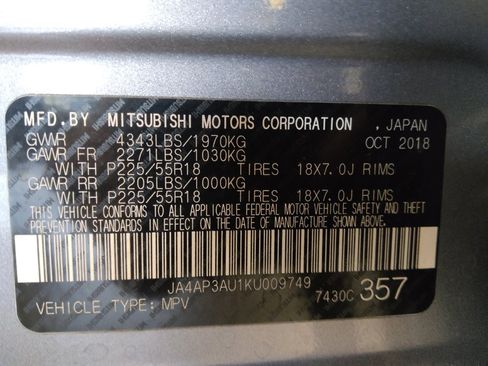 MFD.BY MITSUBISHI MOTORS CORPORATION , JAPAN
GVWR 4343LBS/1970KG OCT 2018
GAWR FR 2271LBS/1030KG
WITH P225/55R18 TIRES 18X7.0J RIMS
GAWR RR 2205LBS/1000KG
WITH P225/55R18 TIRES 18X7.0J RIMS
THIS VEHICLE CONFORMS TO ALL APPLICABLE FEDERAL MOTOR VEHICLE SAFETY, BUMPER AND THEFT
PREVENTION STANDARDS IN EFFECT ON THE DATE OF MANUFACTURE SHOWN ABOVE.
JA4AP3AU1KU009749
VEHICLE TYPE: MPV 7430C 357